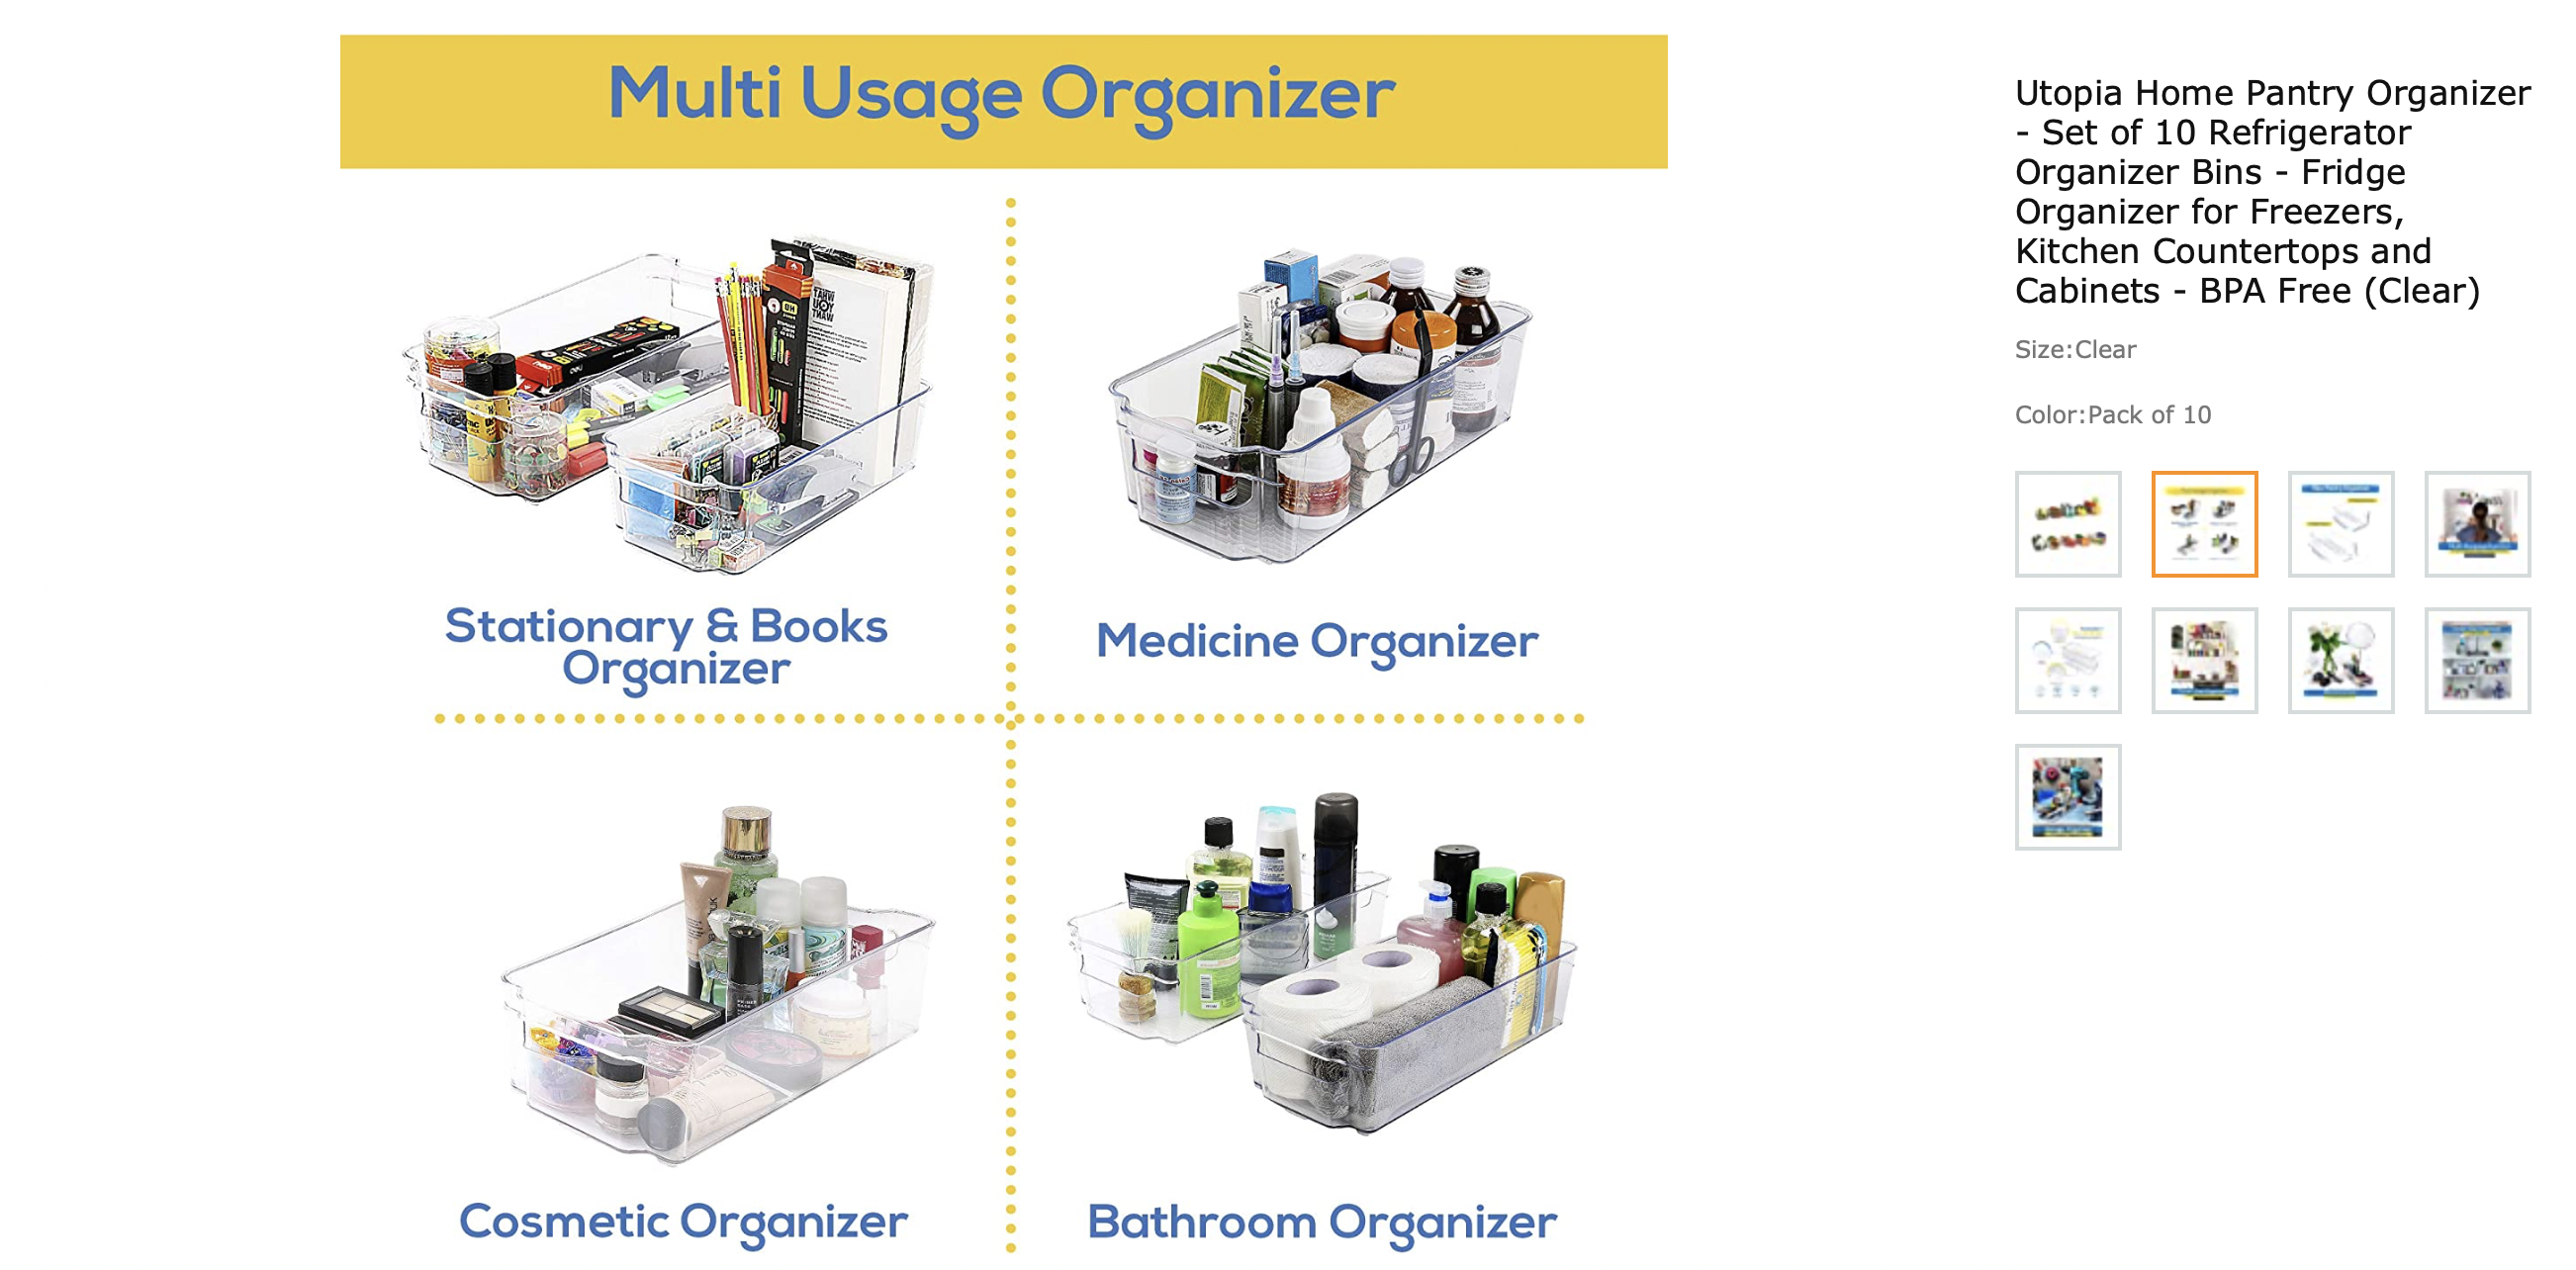 Multi Usage Organizer
Stationary & Books
Organizer
Medicine Organizer
Cosmetic Organizer
Bathroom Organizer
Utopia Home Pantry Organizer
- Set of 10 Refrigerator
Organizer Bins - Fridge
Organizer for Freezers,
Kitchen Countertops and
Cabinets - BPA Free (Clear)
Size:Clear
Color:Pack of 10